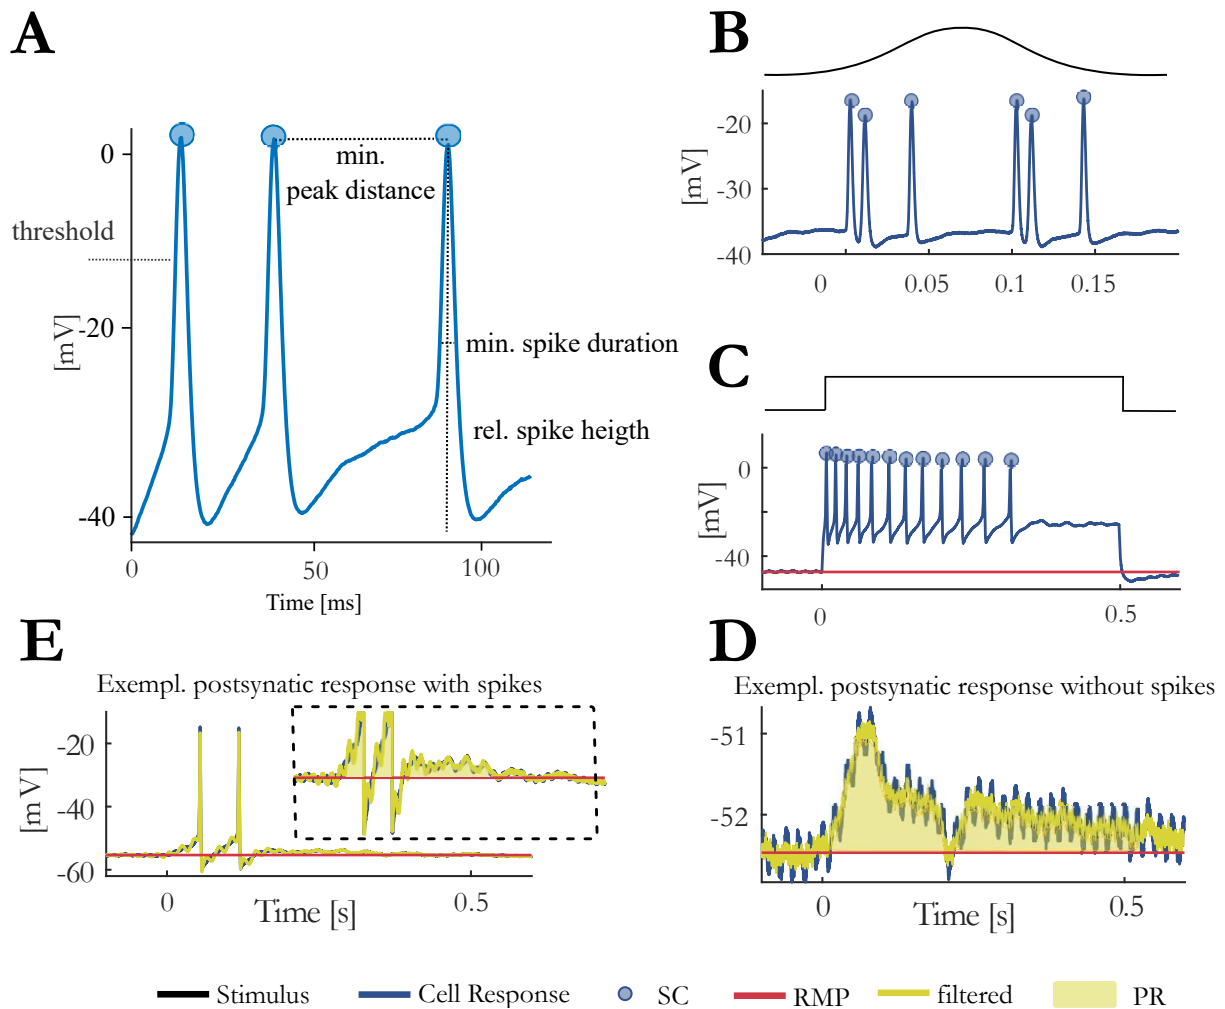 A
0
-20
-40
[mV]
threshold
min.
peak distance
min. spike duration
rel. spike heigth
0
50
100
Time [ms]
B
-20
-30
-40
[mV]
0
0.05
0.1
0.15
C
0
-40
[mV]
0
0.5
E
Exempl. postsynatic response with spikes
-20
-40
-60
[m V]
0
0.5
Time [s]
D
Exempl. postsynatic response without spikes
-51
-52
0
0.5
Time [s]
Stimulus
Cell Response
SC
RMP
filtered
PR